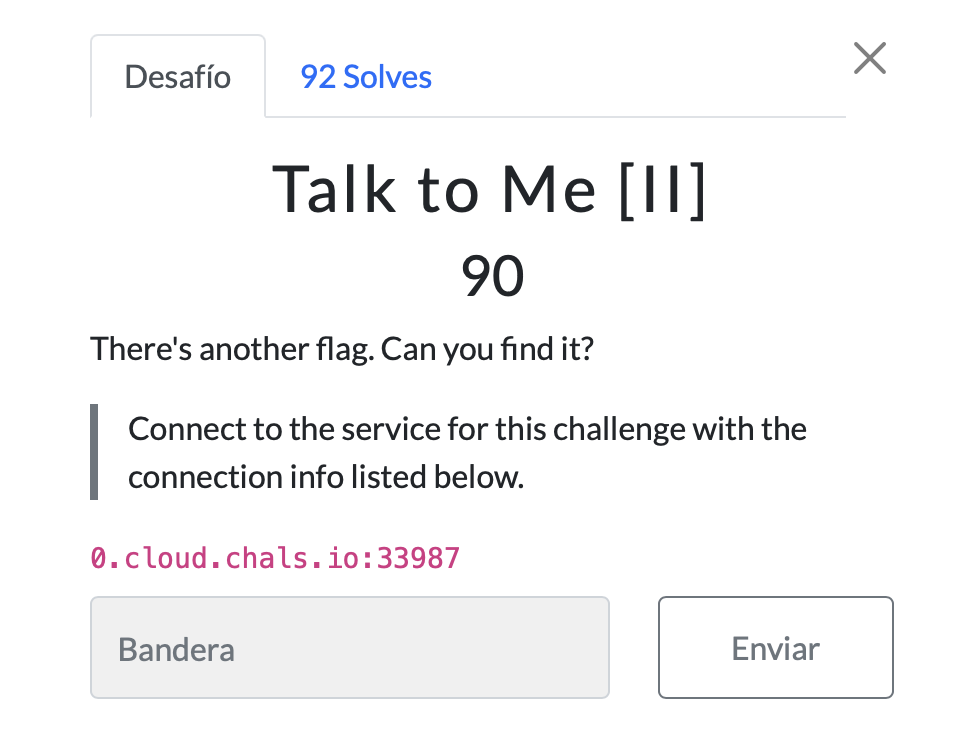 Desafío
92 Solves
Talk to Me [II]
90
There's another flag. Can you find it?
Connect to the service for this challenge with the
connection info listed below.
0.cloud.chals.io:33987
Bandera
Enviar